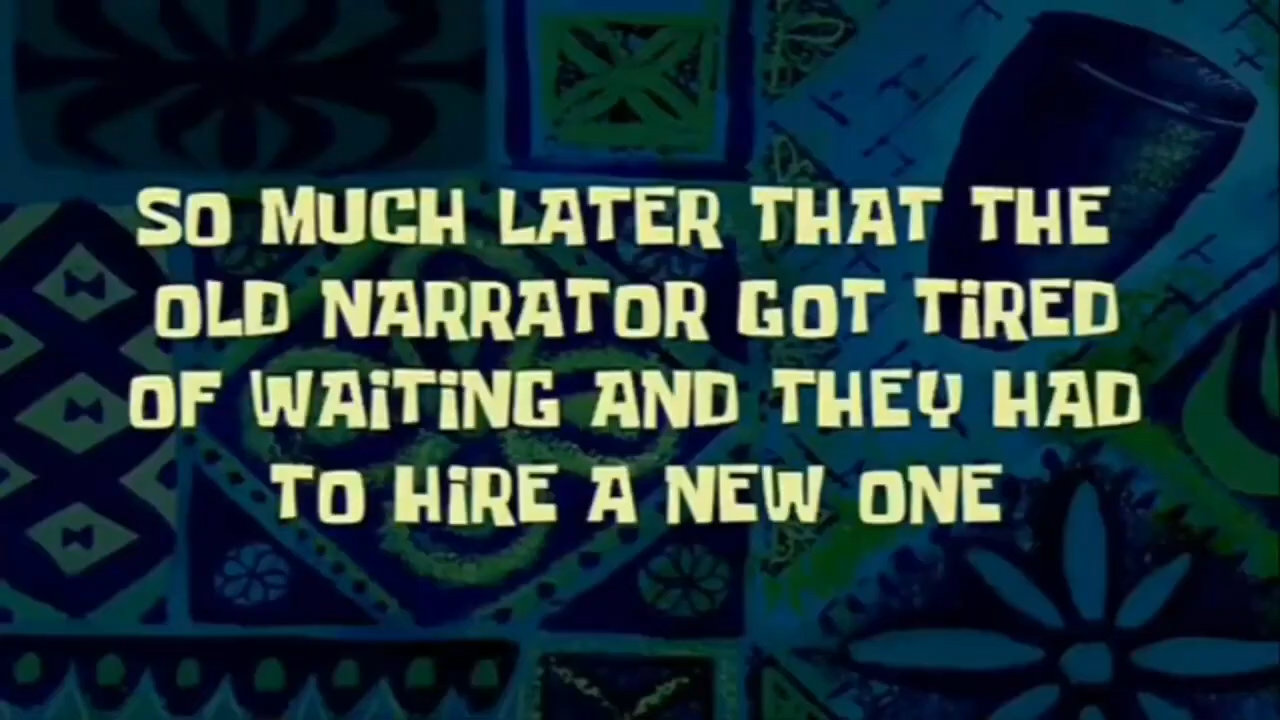 SO MUCH LATER THAT THE
OLD NARRATOR GOT TiRED
OF WAiTiNG AND THEY HAD
TO HiRE A NEW ONE